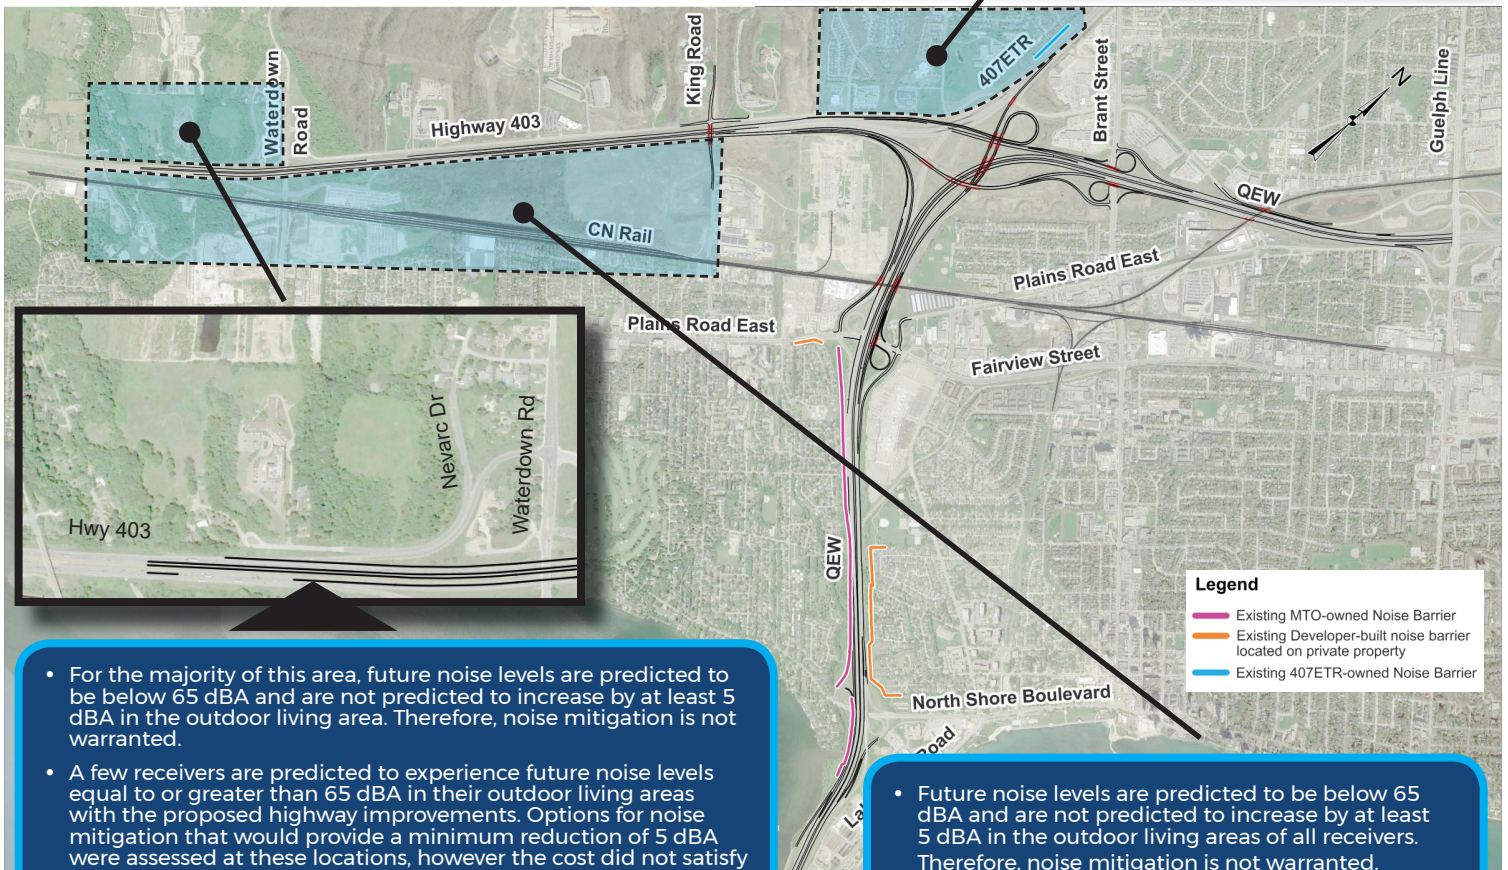 Waterdown
Road
Highway 403
King Road
407ETR
Brant Street
Guelph Line
N
QEW
CN Rail
Plains Road East
Plains Road East
Fairview Street
Nevarc Dr
Waterdown Rd
Hwy 403
QEW
North Shore Boulevard
Road
Legend
Existing MTO-owned Noise Barrier
Existing Developer-built noise barrier
located on private property
Existing 407ETR-owned Noise Barrier
• For the majority of this area, future noise levels are predicted to
be below 65 dBA and are not predicted to increase by at least 5
dBA in the outdoor living area. Therefore, noise mitigation is not
warranted.
• A few receivers are predicted to experience future noise levels
equal to or greater than 65 dBA in their outdoor living areas
with the proposed highway improvements. Options for noise
mitigation that would provide a minimum reduction of 5 dBA
were assessed at these locations, however the cost did not satisfy
• Future noise levels are predicted to be below 65
dBA and are not predicted to increase by at least
5 dBA in the outdoor living areas of all receivers.
Therefore, noise mitigation is not warranted.